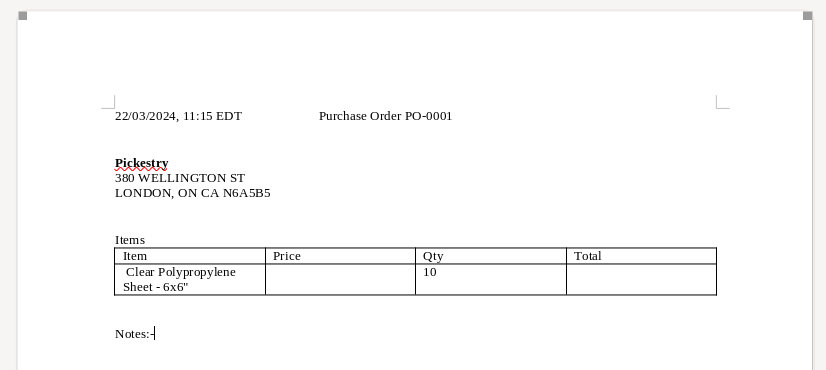 22/03/2024, 11:15 EDT Purchase Order PO-0001
Pickestry
380 WELLINGTON ST
LONDON, ON CA N6A5B5
Items
Item Price Qty Total
Clear Polypropylene 10
Sheet - 6x6"
Notes:-